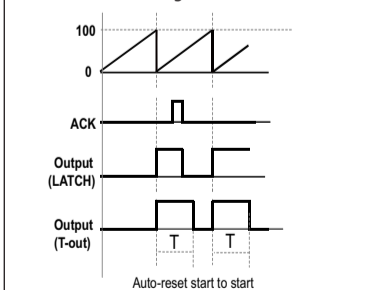 100
0
ACK
Output
(LATCH)
Output
(T-out)
T
T
Auto-reset start to start